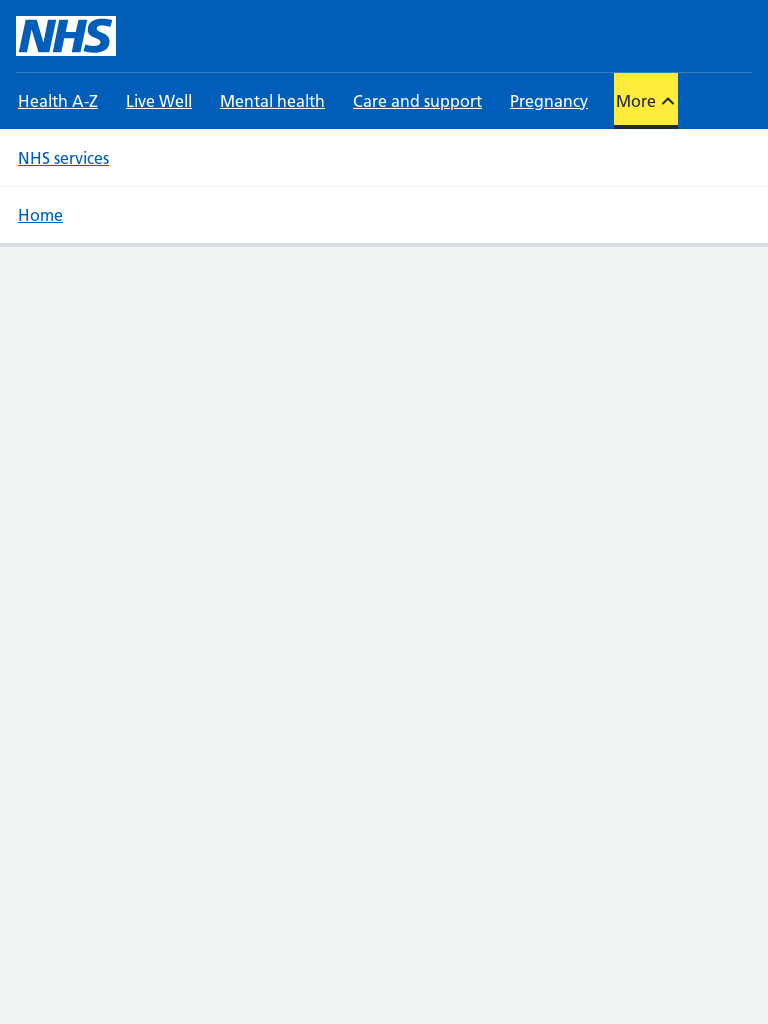 NHS
Health A-Z Live Well Mental health Care and support Pregnancy More
NHS services
Home